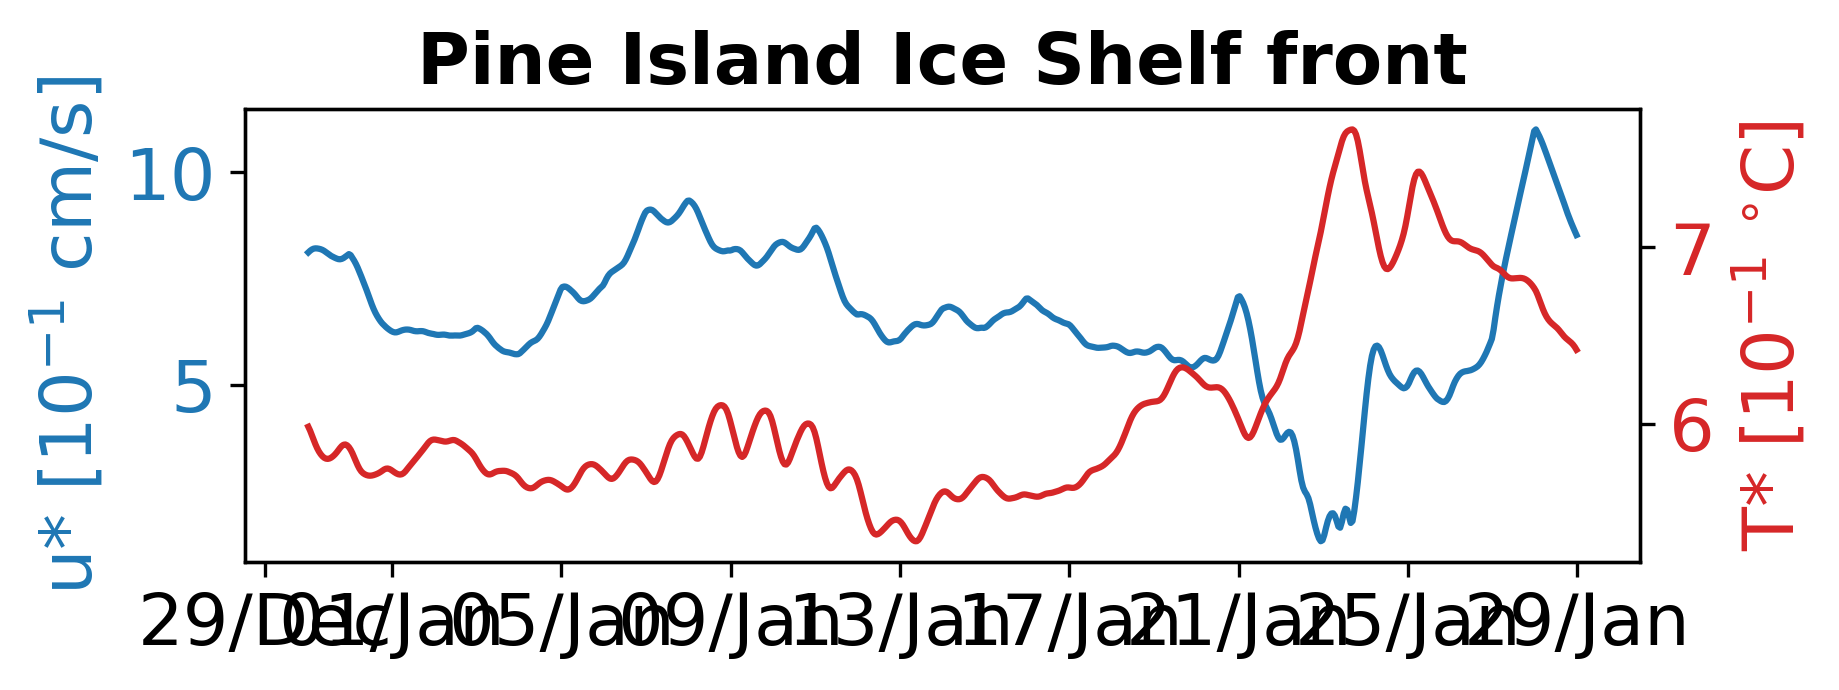 Pine Island Ice Shelf front
u* [10⁻¹ cm/s]
10
5
7
6
T* [10⁻¹ °C]
29/Dec 01/Jan 05/Jan 09/Jan 13/Jan 17/Jan 21/Jan 25/Jan 29/Jan